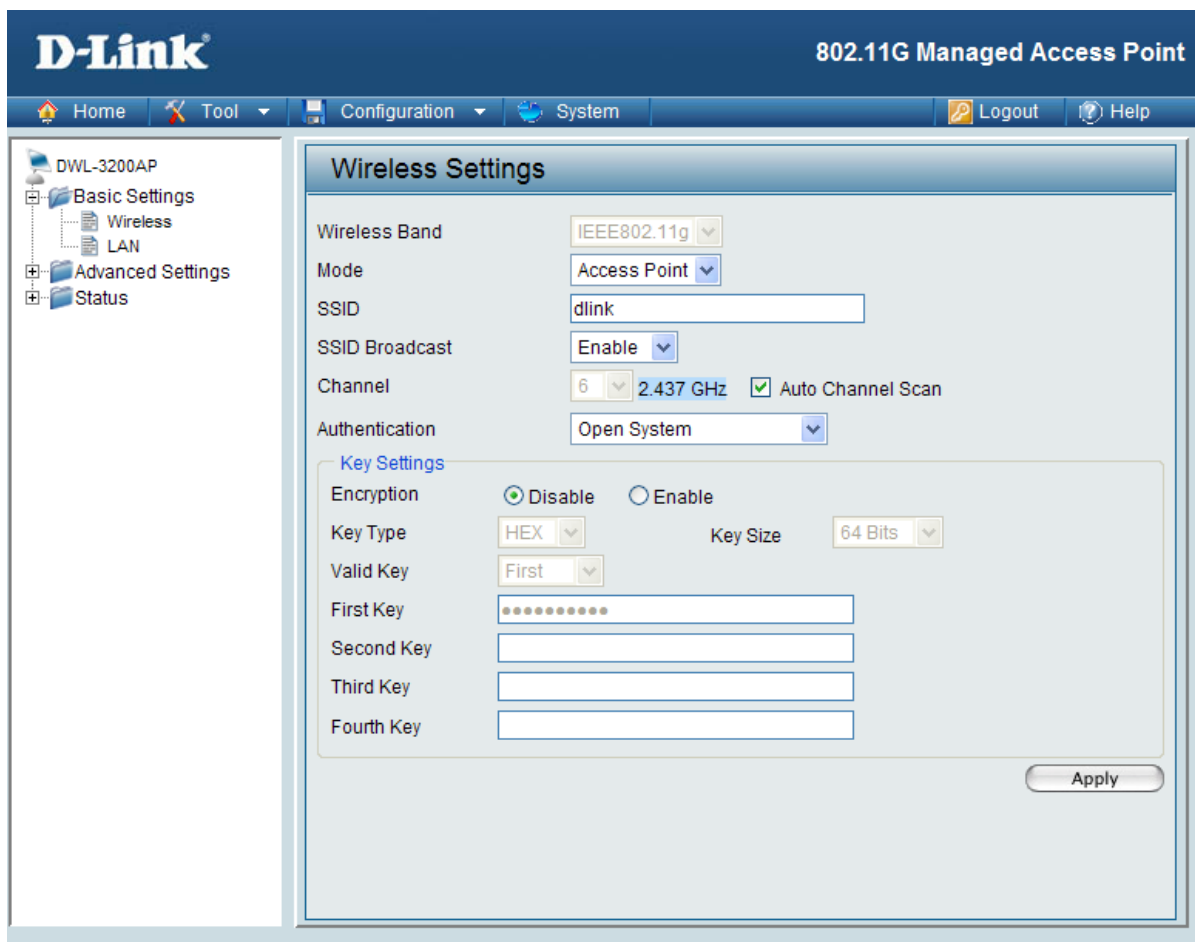 D-Link
802.11G Managed Access Point
Home Tool Configuration System Logout Help
DWL-3200AP
Basic Settings
Wireless
LAN
Advanced Settings
Status
Wireless Settings
Wireless Band IEEE802.11g
Mode Access Point
SSID dlink
SSID Broadcast Enable
Channel 6 2.437 GHz Auto Channel Scan
Authentication Open System
Key Settings
Encryption Disable Enable
Key Type HEX Key Size 64 Bits
Valid Key First
First Key ●●●●●●●●●●
Second Key
Third Key
Fourth Key
Apply